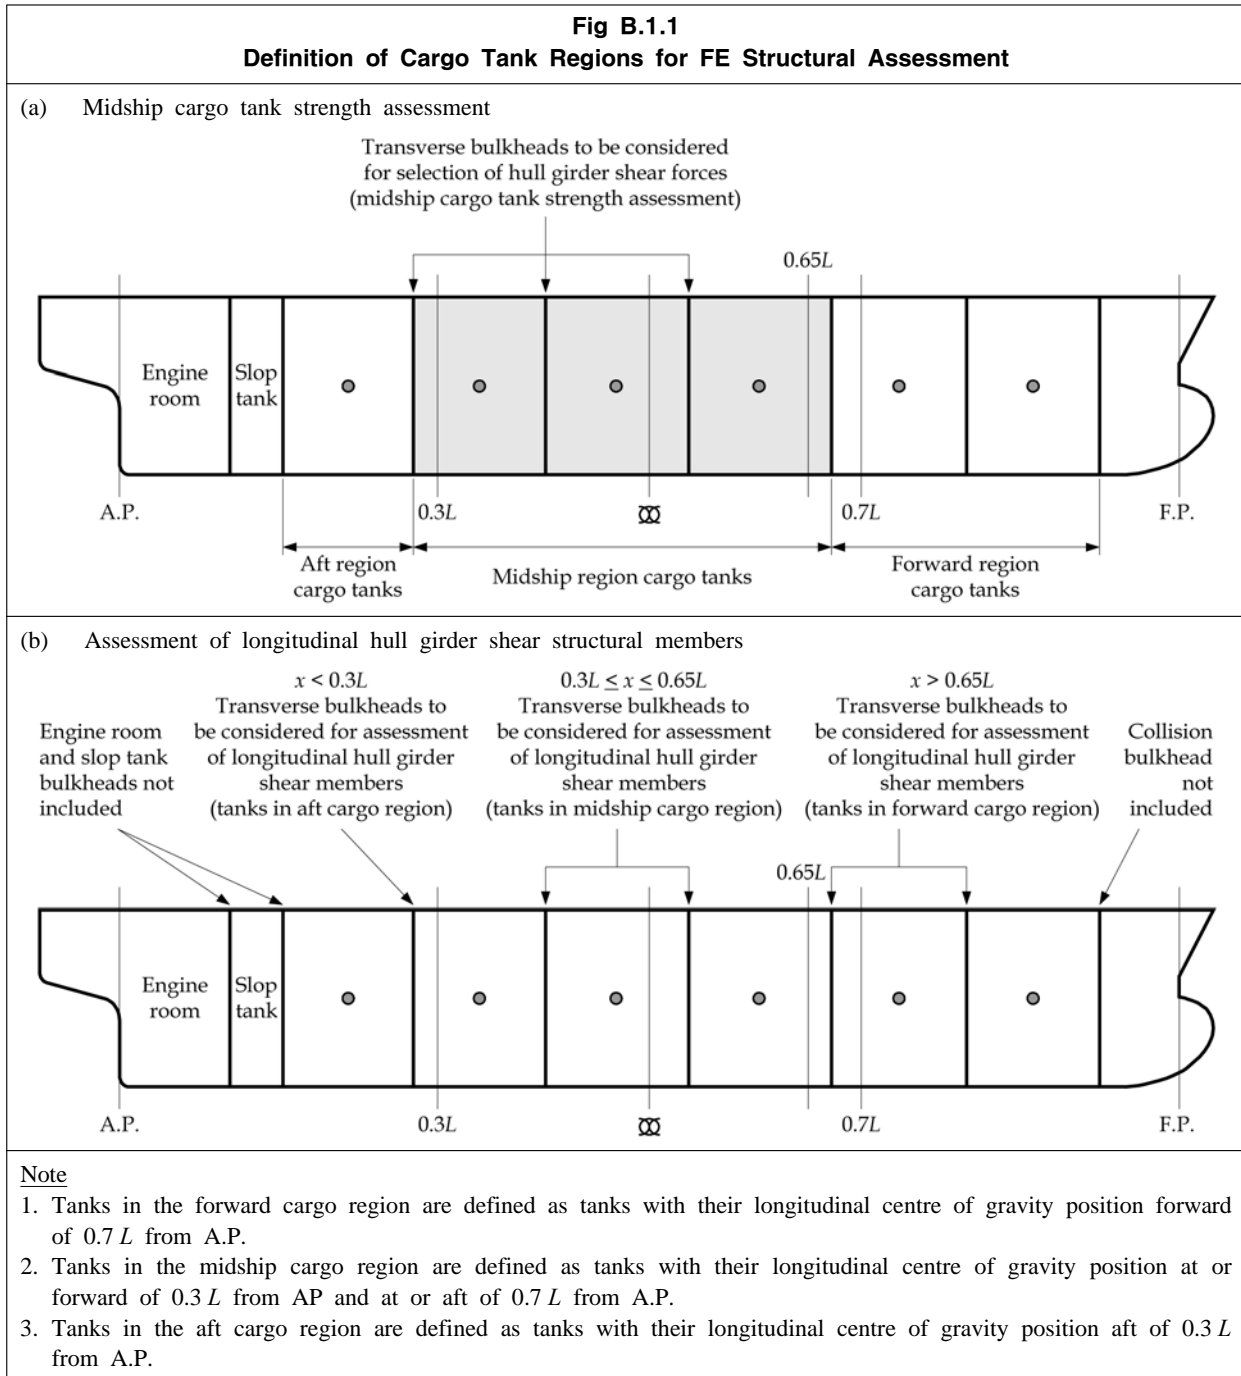 Fig B.1.1
Definition of Cargo Tank Regions for FE Structural Assessment
(a) Midship cargo tank strength assessment
Transverse bulkheads to be considered
for selection of hull girder shear forces
(midship cargo tank strength assessment)
0.65L
Engine
room
Slop
tank
A.P.
0.3L
0.7L
F.P.
Aft region
cargo tanks
Midship region cargo tanks
Forward region
cargo tanks
(b) Assessment of longitudinal hull girder shear structural members
Engine room
and slop tank
bulkheads not
included
x < 0.3L
Transverse bulkheads to
be considered for assessment
of longitudinal hull girder
shear members
(tanks in aft cargo region)
0.3L ≤ x ≤ 0.65L
Transverse bulkheads to
be considered for assessment
of longitudinal hull girder
shear members
(tanks in midship cargo region)
x > 0.65L
Transverse bulkheads to
be considered for assessment
of longitudinal hull girder
shear members
(tanks in forward cargo region)
Collision
bulkhead
not
included
0.65L
Engine
room
Slop
tank
A.P.
0.3L
0.7L
F.P.
Note
1. Tanks in the forward cargo region are defined as tanks with their longitudinal centre of gravity position forward
of 0.7 L from A.P.
2. Tanks in the midship cargo region are defined as tanks with their longitudinal centre of gravity position at or
forward of 0.3 L from AP and at or aft of 0.7 L from A.P.
3. Tanks in the aft cargo region are defined as tanks with their longitudinal centre of gravity position aft of 0.3 L
from A.P.